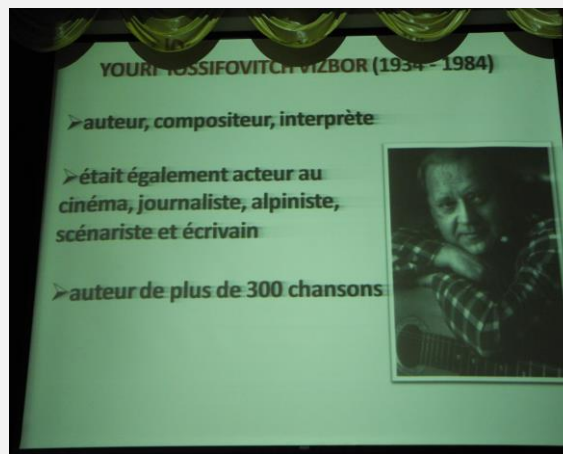 YOURI IOSSIFOVITCH VIZBOR (1934 - 1984)
➢auteur, compositeur, interprète
➢était également acteur au
cinéma, journaliste, alpiniste,
scénariste et écrivain
➢auteur de plus de 300 chansons